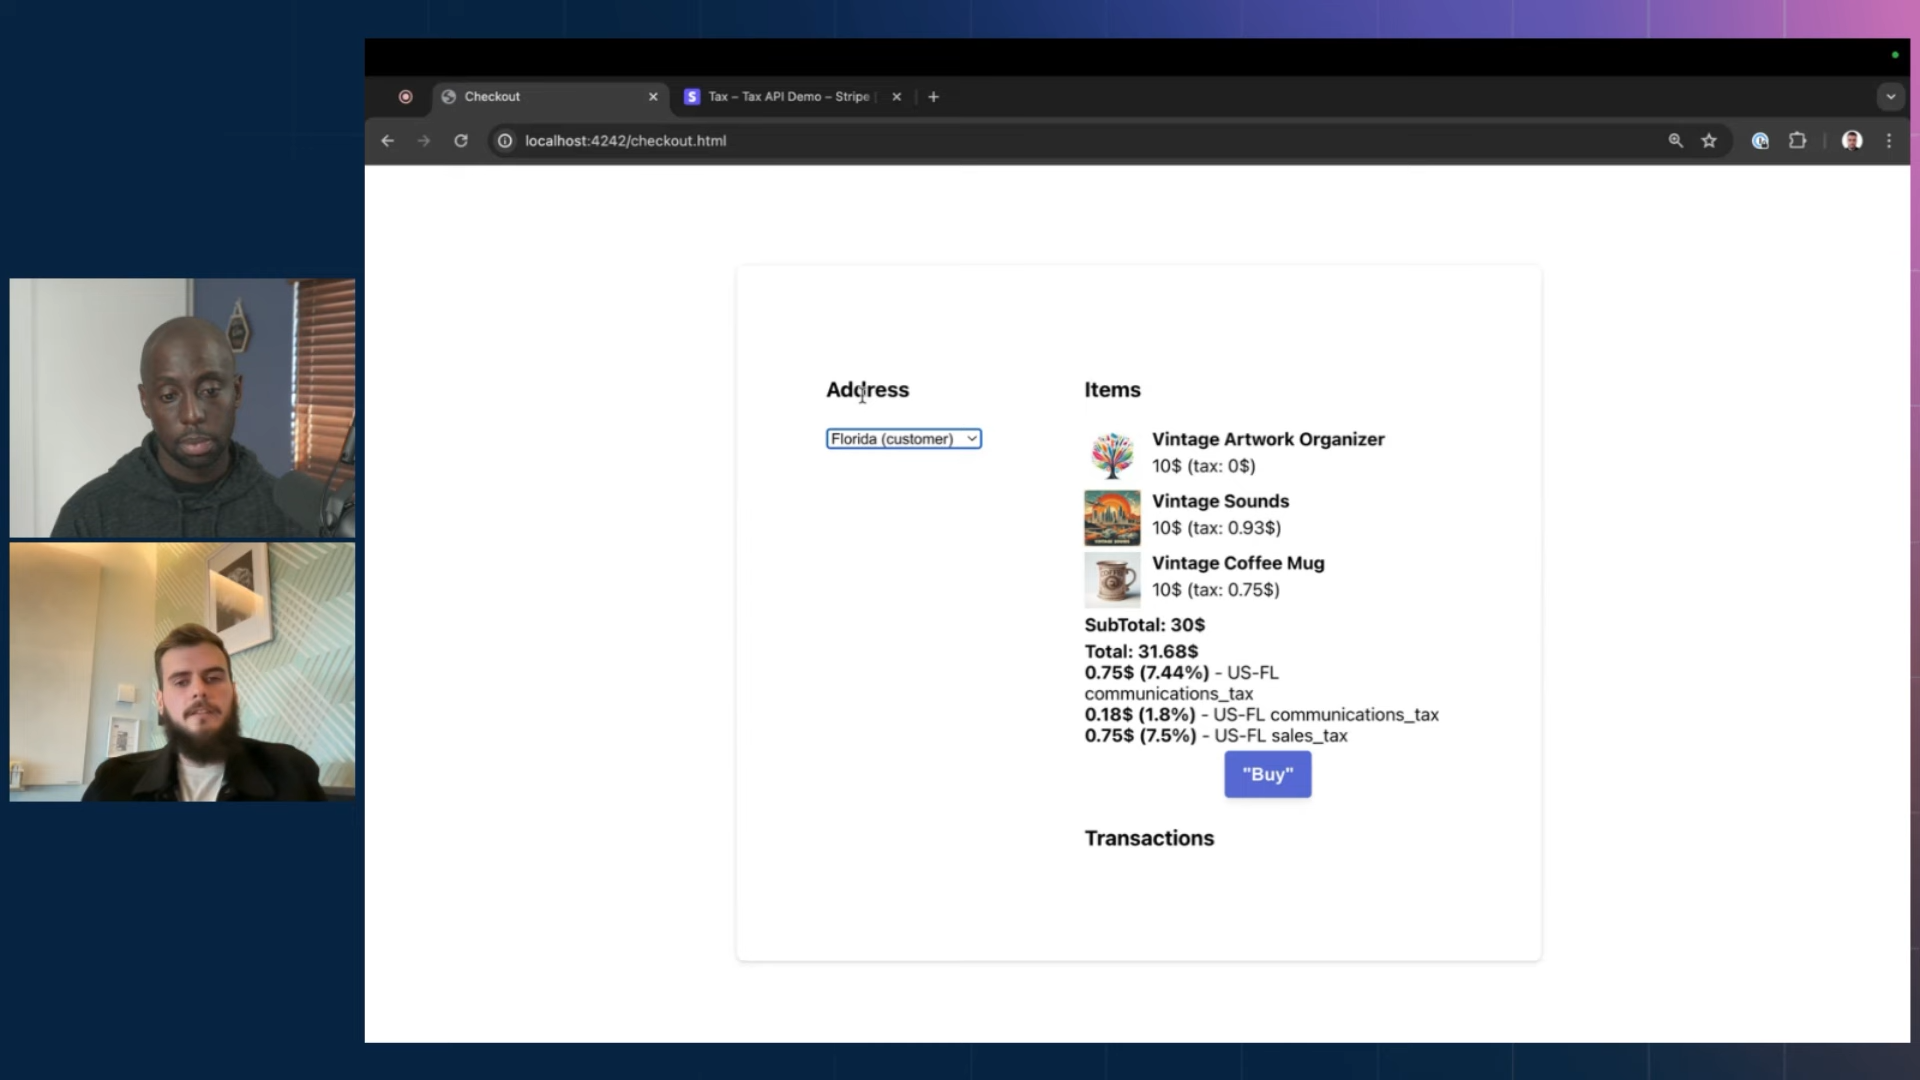 Checkout
Tax – Tax API Demo – Stripe
localhost:4242/checkout.html
Address
Florida (customer)
Items
Vintage Artwork Organizer
10$ (tax: 0$)
Vintage Sounds
10$ (tax: 0.93$)
Vintage Coffee Mug
10$ (tax: 0.75$)
SubTotal: 30$
Total: 31.68$
0.75$ (7.44%) - US-FL
communications_tax
0.18$ (1.8%) - US-FL communications_tax
0.75$ (7.5%) - US-FL sales_tax
"Buy"
Transactions